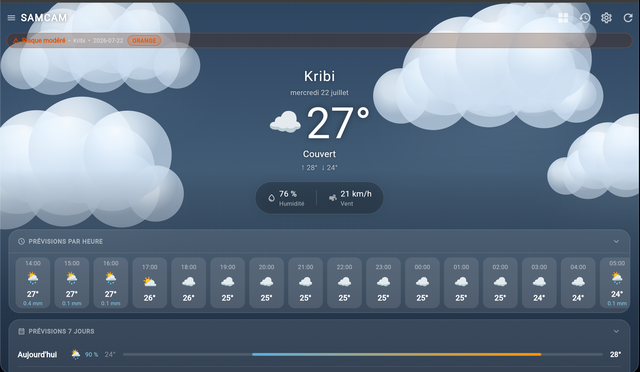 SAMCAM
Risque modéré • Kribi • 2026-07-22 ORANGE
Kribi
mercredi 22 juillet
27°
Couvert
↑ 28° ↓ 24°
76 % 21 km/h
Humidité Vent
PRÉVISIONS PAR HEURE
14:00 15:00 16:00 17:00 18:00 19:00 20:00 21:00 22:00 23:00 00:00 01:00 02:00 03:00 04:00 05:00
27° 27° 27° 26° 26° 25° 25° 25° 25° 25° 25° 25° 25° 24° 24° 24°
0.4 mm 0.1 mm 0.1 mm 0.1 mm
PRÉVISIONS 7 JOURS
Aujourd'hui 90 % 24° 28°